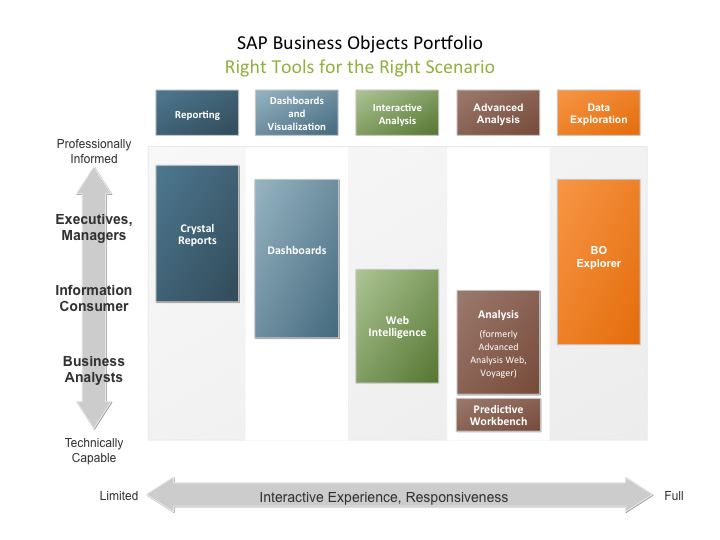 SAP Business Objects Portfolio
Right Tools for the Right Scenario
Reporting
Dashboards
and
Visualization
Interactive
Analysis
Advanced
Analysis
Data
Exploration
Professionally
Informed
Executives,
Managers
Information
Consumer
Business
Analysts
Technically
Capable
Crystal
Reports
Dashboards
Web
Intelligence
Analysis
(formerly
Advanced
Analysis Web,
Voyager)
Predictive
Workbench
BO
Explorer
Limited
Interactive Experience, Responsiveness
Full